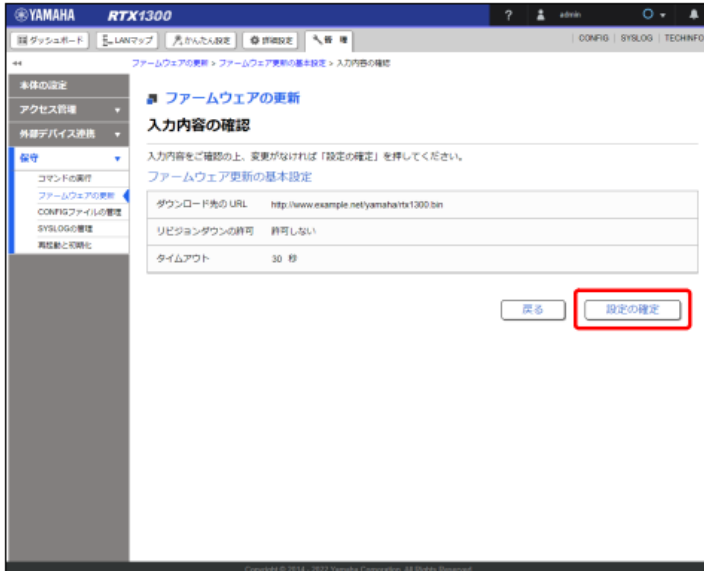 YAMAHA RTX1300 ? admin
ダッシュボード LANマップ かんたん設定 詳細設定 管理 CONFIG SYSLOG TECHINFO
ファームウェアの更新 > ファームウェア更新の基本設定 > 入力内容の確認
本体の設定
アクセス管理
外部デバイス連携
保守
コマンドの実行
ファームウェアの更新
CONFIGファイルの管理
SYSLOGの管理
再起動と初期化
ファームウェアの更新
入力内容の確認
入力内容をご確認の上、変更がなければ「設定の確定」を押してください。
ファームウェア更新の基本設定
ダウンロード先の URL http://www.example.net/yamaha/rtx1300.bin
リビジョンダウンの許可 許可しない
タイムアウト 30 秒
戻る 設定の確定
Copyright © 2014 - 2022 Yamaha Corporation. All Rights Reserved.